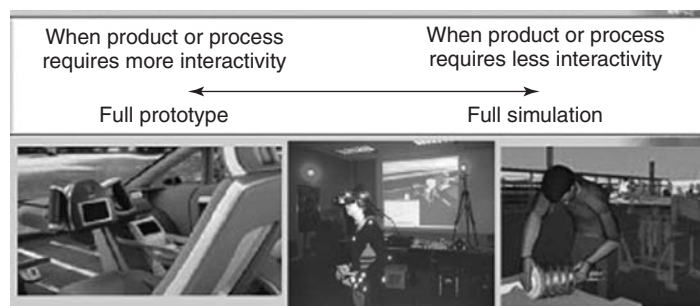 When product or process
requires more interactivity
When product or process
requires less interactivity
Full prototype
Full simulation